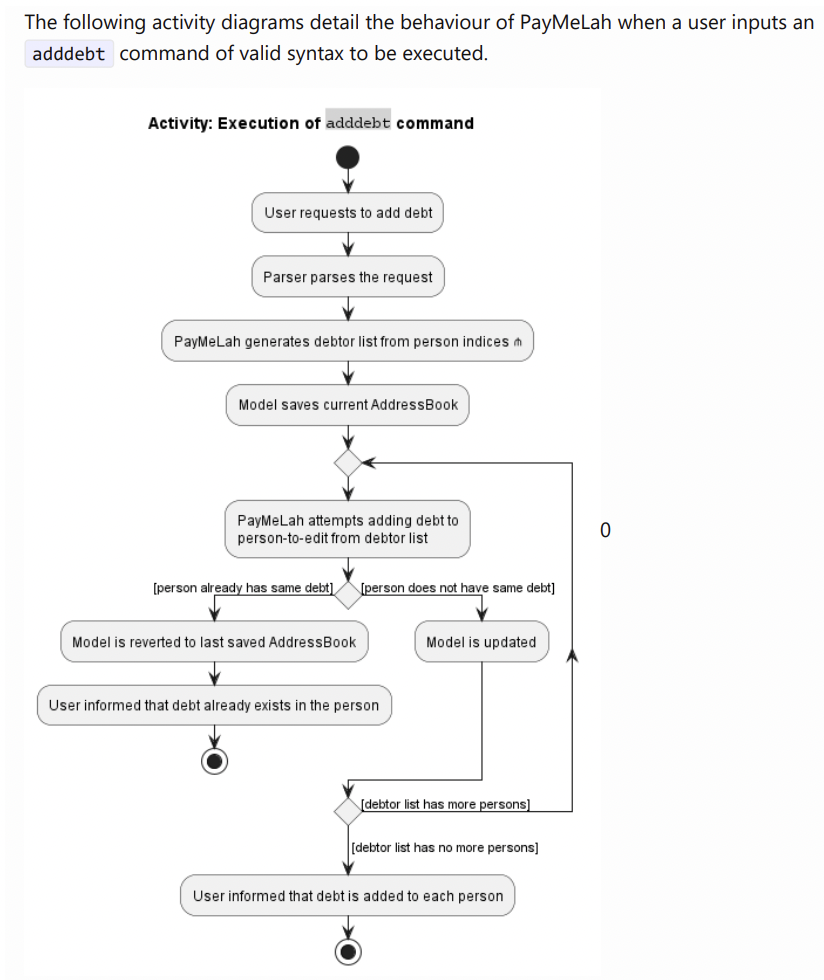 The following activity diagrams detail the behaviour of PayMeLah when a user inputs an
adddebt command of valid syntax to be executed.
Activity: Execution of adddebt command
User requests to add debt
Parser parses the request
PayMeLah generates debtor list from person indices ⋔
Model saves current AddressBook
PayMeLah attempts adding debt to
person-to-edit from debtor list
0
[person already has same debt]
[person does not have same debt]
Model is reverted to last saved AddressBook
Model is updated
User informed that debt already exists in the person
[debtor list has more persons]
[debtor list has no more persons]
User informed that debt is added to each person